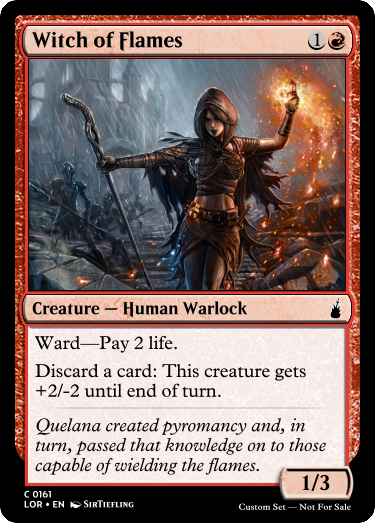 Witch of Flames 1
Creature — Human Warlock
Ward—Pay 2 life.
Discard a card: This creature gets
+2/-2 until end of turn.
Quelana created pyromancy and, in
turn, passed that knowledge on to those
capable of wielding the flames.
1/3
C 0161
LOR • EN SirTiefling
Custom Set — Not For Sale